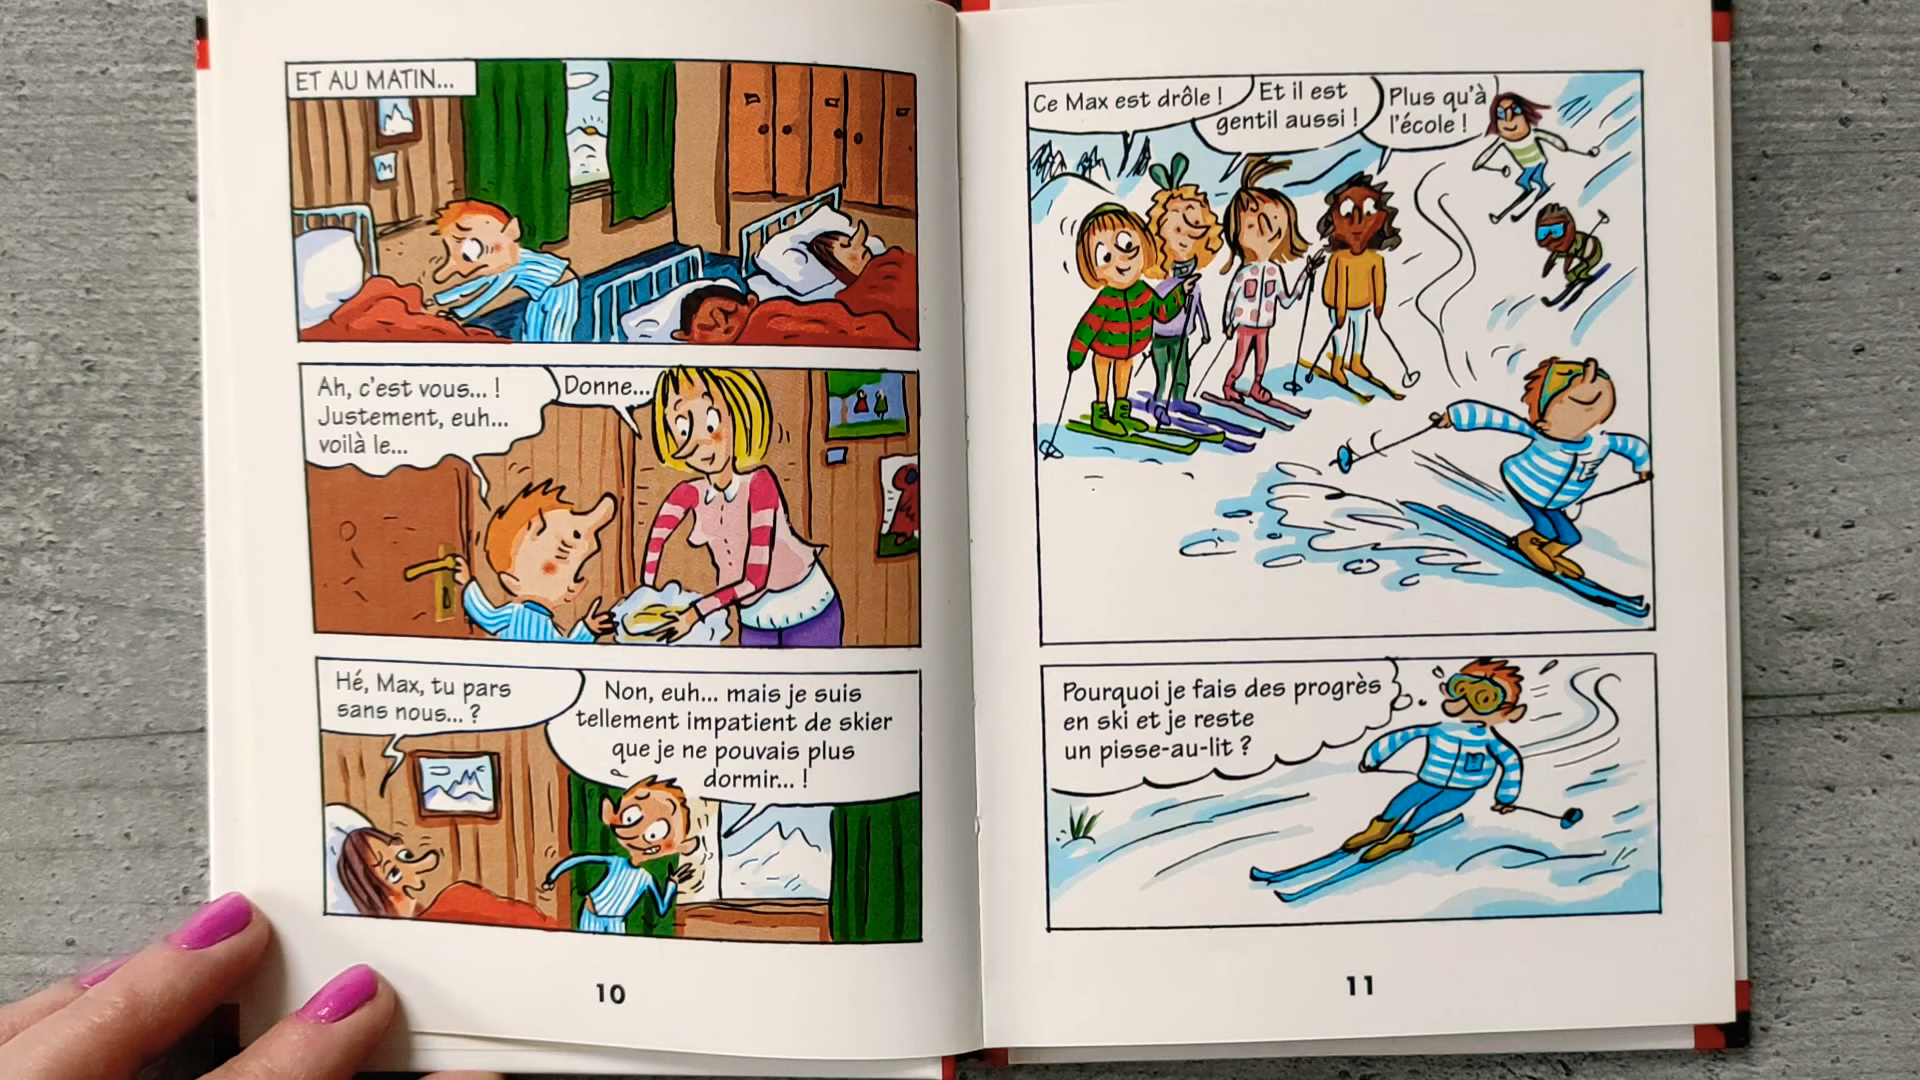 ET AU MATIN...
Ah, c'est vous... !
Justement, euh...
voilà le...
Donne...
Hé, Max, tu pars
sans nous... ?
Non, euh... mais je suis
tellement impatient de skier
que je ne pouvais plus
dormir... !
10
Ce Max est drôle !
Et il est
gentil aussi !
Plus qu'à
l'école !
Pourquoi je fais des progrès
en ski et je reste
un pisse-au-lit ?
11